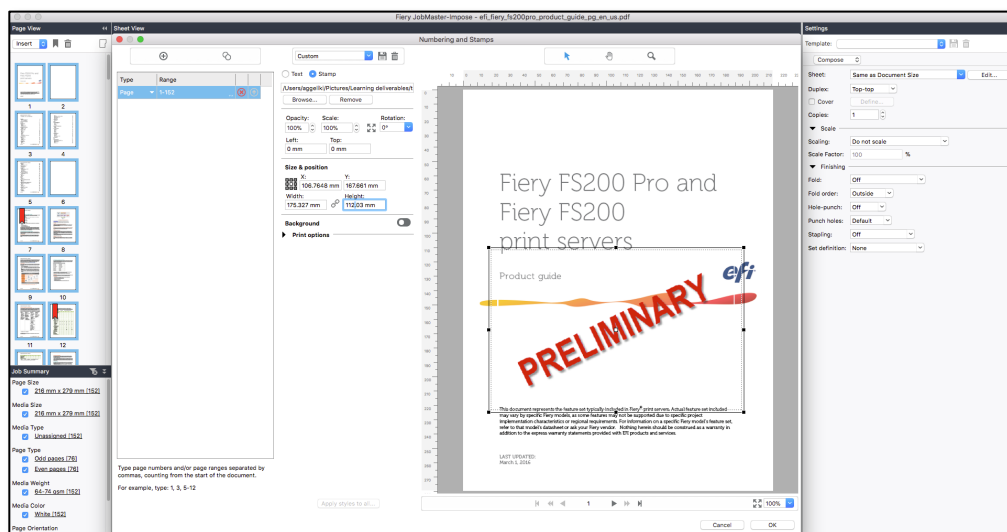 Fiery JobMaster-Impose - efi_fiery_fs200pro_product_guide_pg_en_us.pdf
Page View
Sheet View
Settings
Insert
Numbering and Stamps
Template:
Compose
Sheet: Same as Document Size Edit...
Duplex: Top-top
Cover Define...
Copies: 1
Scale
Scaling: Do not scale
Scale Factor: 100 %
Finishing
Fold: Off
Fold order: Outside
Hole-punch: Off
Punch holes: Default
Stapling: Off
Set definition: None
1 2
3 4
5 6
7 8
9 10
11 12
Job Summary
Page Size
216 mm x 279 mm [152]
Media Size
216 mm x 279 mm [152]
Media Type
Unassigned [152]
Page Type
Odd pages [76]
Even pages [76]
Media Weight
64-74 gsm [152]
Media Color
White [152]
Page Orientation
Type Range
Page 1-152 ...
Type page numbers and/or page ranges separated by
commas, counting from the start of the document.
For example, type: 1, 3, 5-12
Custom
Text Stamp
/Users/aggeliki/Pictures/Learning deliverables/t
Browse... Remove
Opacity: Scale: Rotation:
100% 100% 0°
Left: Top:
0 mm 0 mm
Size & position
X: Y:
106.7648 mm 167.661 mm
Width: Height:
175.327 mm 112.03 mm
Background
Print options
Apply styles to all...
Fiery FS200 Pro and
Fiery FS200
print servers
Product guide
efi
PRELIMINARY
This document represents the feature set typically included in Fiery® print servers. Actual feature set included
may vary by specific Fiery models, as some features may not be supported due to specific project
implementation characteristics or regional requirements. For information on a specific Fiery model's feature set,
refer to that model's datasheet or ask your Fiery vendor. Nothing herein should be construed as a warranty in
addition to the express warranty statements provided with EFI products and services.
LAST UPDATED:
March 1, 2016
1
100%
Cancel OK